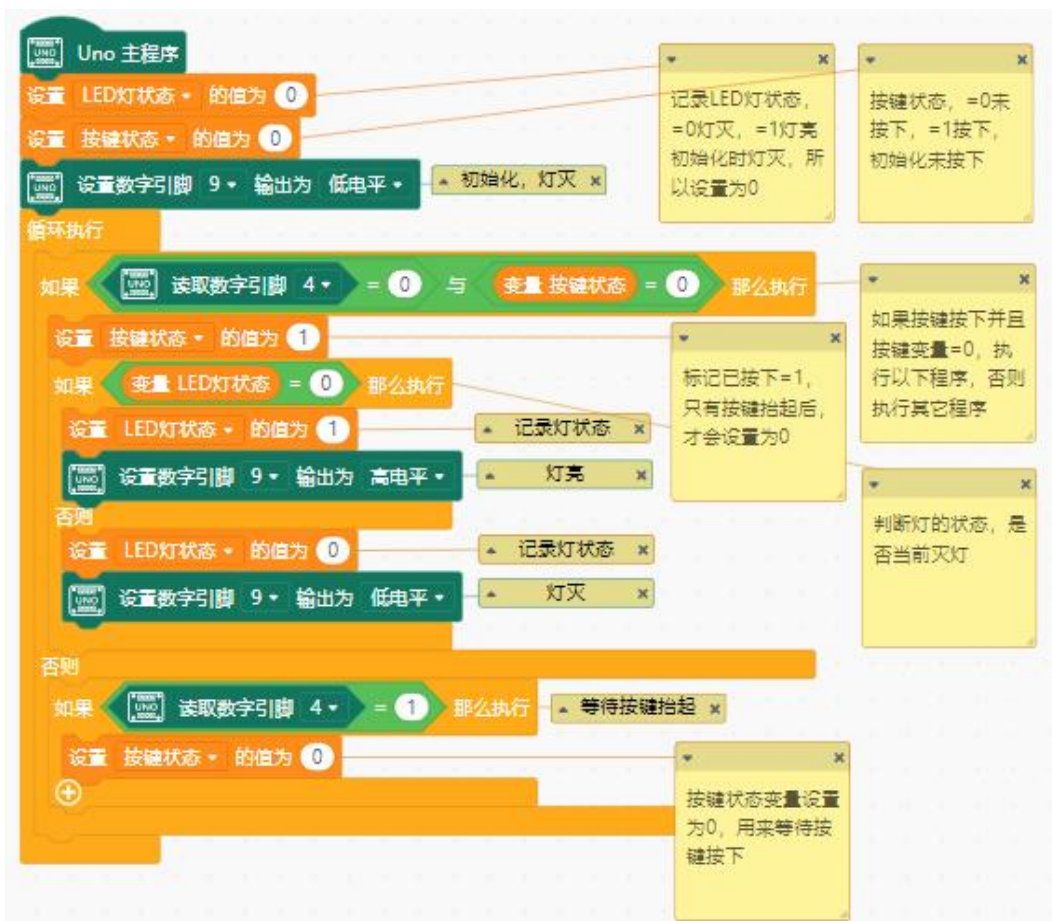 Uno 主程序
设置 LED灯状态 的值为 0
设置 按键状态 的值为 0
设置数字引脚 9 输出为 低电平
初始化，灯灭
记录LED灯状态，
=0灯灭，=1灯亮
初始化时灯灭，所
以设置为0
按键状态，=0未
按下，=1按下，
初始化未按下
循环执行
如果 读取数字引脚 4 = 0 与 变量 按键状态 = 0 那么执行
如果按键按下并且
按键变量=0，执
行以下程序，否则
执行其它程序
设置 按键状态 的值为 1
标记已按下=1，
只有按键抬起后，
才会设置为0
如果 变量 LED灯状态 = 0 那么执行
判断灯的状态，是
否当前灭灯
设置 LED灯状态 的值为 1
记录灯状态
设置数字引脚 9 输出为 高电平
灯亮
否则
设置 LED灯状态 的值为 0
记录灯状态
设置数字引脚 9 输出为 低电平
灯灭
否则
如果 读取数字引脚 4 = 1 那么执行
等待按键抬起
设置 按键状态 的值为 0
按键状态变量设置
为0，用来等待按
键按下